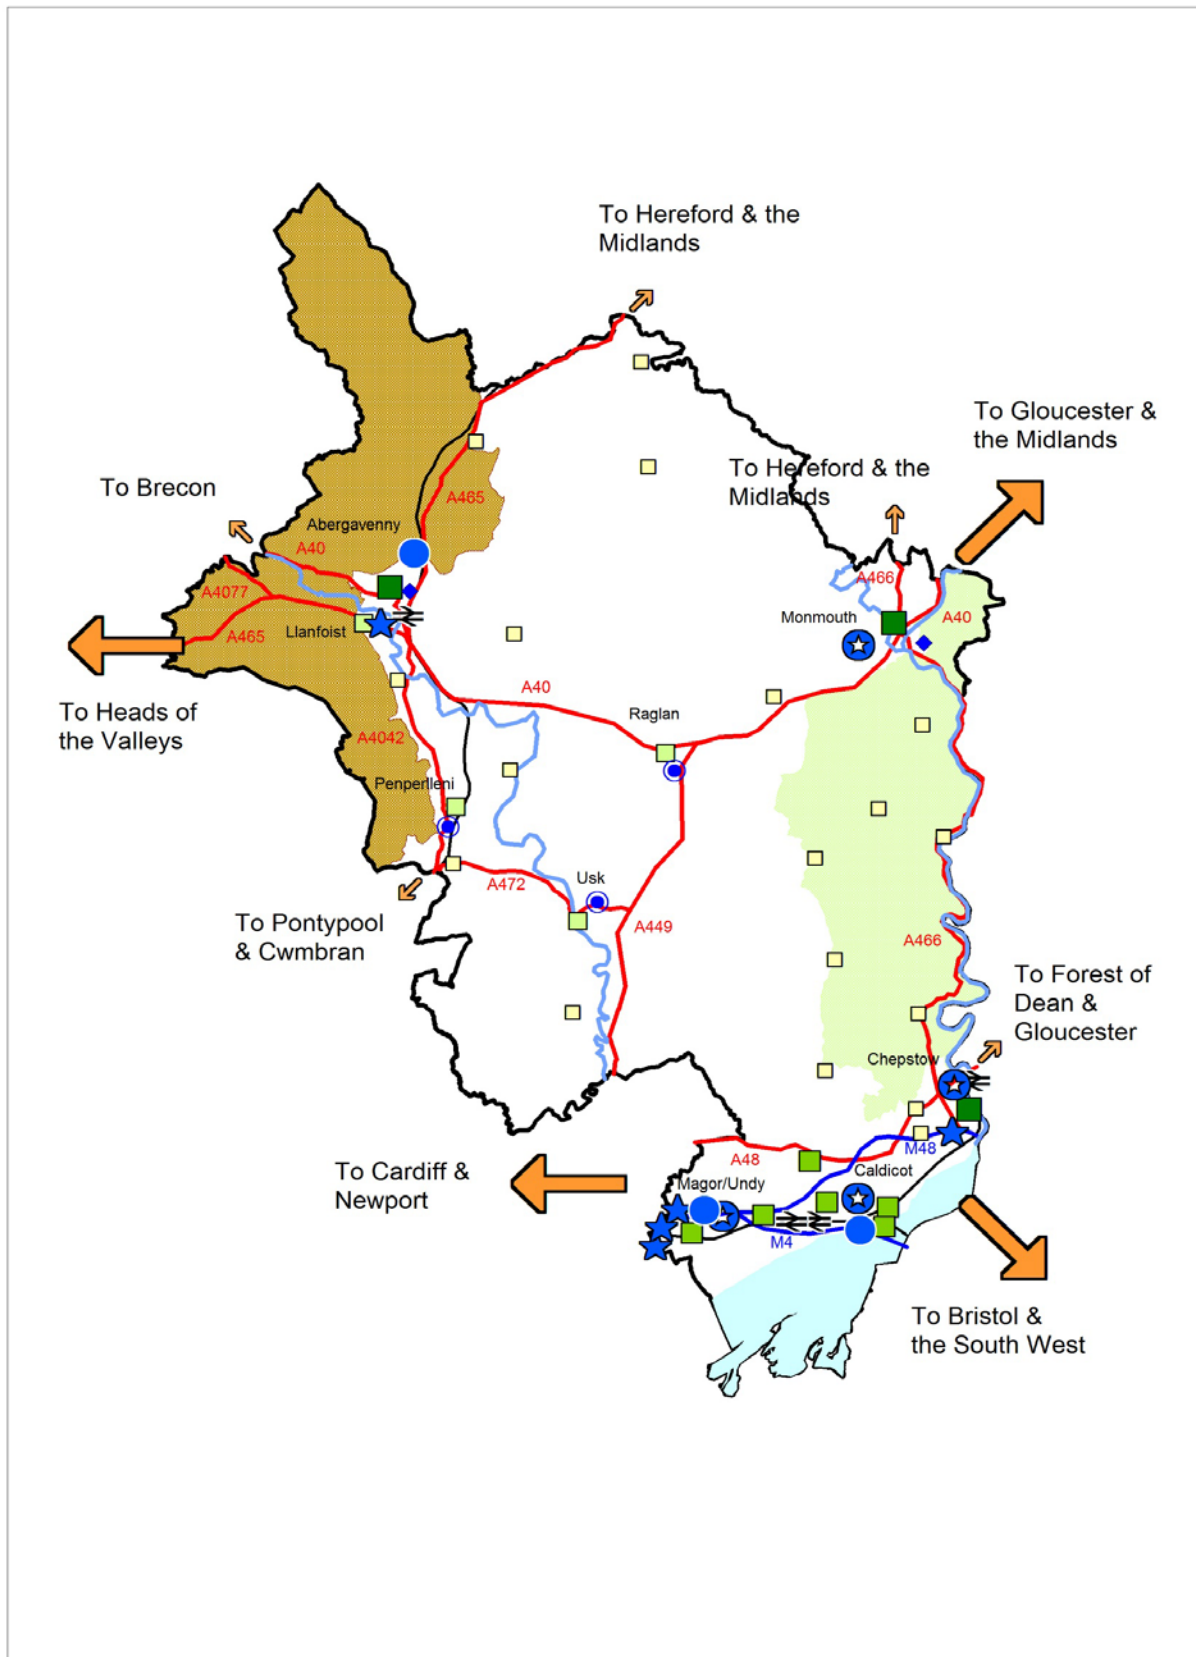 To Hereford & the
Midlands
To Gloucester &
the Midlands
To Hereford & the
Midlands
To Brecon
A465
Abergavenny
A40
A466
A4077
Monmouth
A40
Llanfoist
A465
A40
To Heads of
the Valleys
Raglan
A4042
Penperlleni
Usk
A472
To Pontypool
& Cwmbran
A449
A466
To Forest of
Dean &
Gloucester
Chepstow
M48
A48
Caldicot
To Cardiff &
Newport
Magor/Undy
M4
To Bristol &
the South West